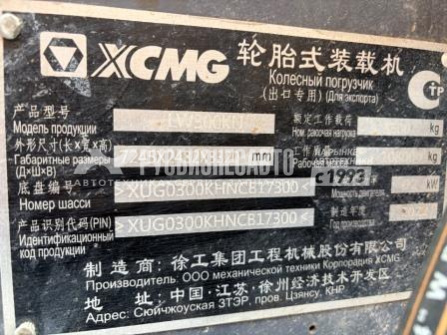 XCMG 轮胎式装载机
Колесный погрузчик
(出口专用) (Для экспорта)
产品型号
Модель продукции
额定工作载荷 kg
Ном. рабочая нагрузка
外形尺寸(长×宽×高)
Габаритные размеры
(Д×Ш×В)
mm
kg
底盘编号
Номер шасси
XUG0300KHNCB17300
с1993
kW
产品识别代码(PIN)
Идентификационный
код продукции
XUG0300KHNCB17300
制造商:徐工集团工程机械股份有限公司
Производитель: ООО механической техники Корпорация XCMG
地 址:中国·江苏·徐州经济技术开发区
Адрес: Сюйчжоуская ЗТЭР, пров. Цзянсу, КНР